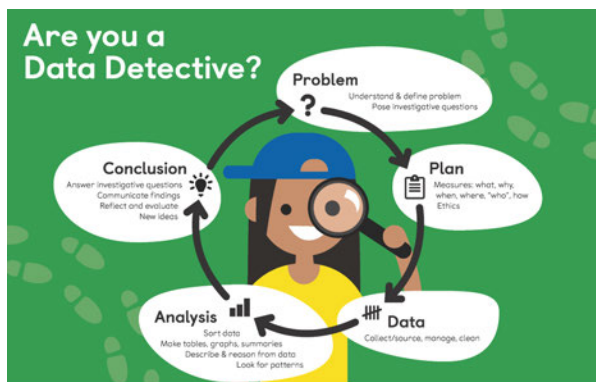 Are you a
Data Detective?
Problem
?
Understand & define problem
Pose investigative questions
Plan
Measures: what, why,
when, where, "who", how
Ethics
Data
Collect/source, manage, clean
Analysis
Sort data
Make tables, graphs, summaries
Describe & reason from data
Look for patterns
Conclusion
Answer investigative questions
Communicate findings
Reflect and evaluate
New ideas